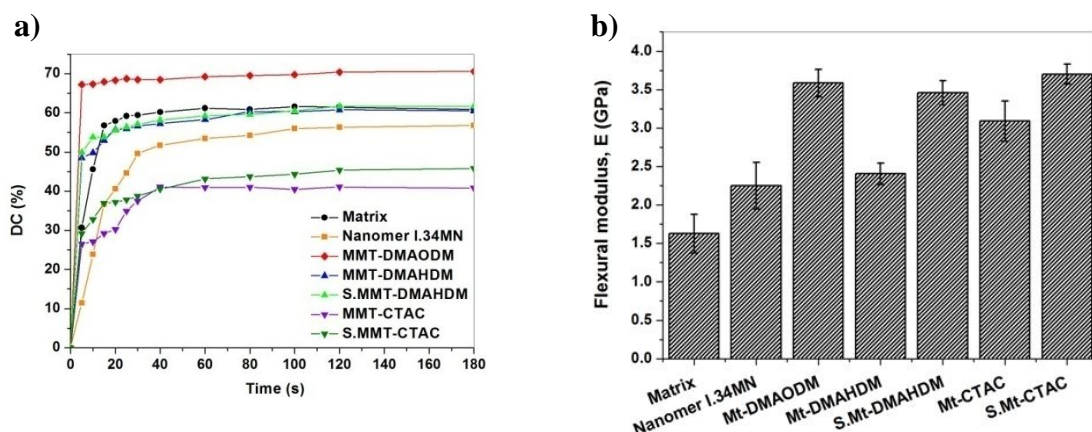 a)
DC (%)
70
60
50
40
30
20
10
0
0 20 40 60 80 100 120 140 160 180
Time (s)
Matrix
Nanomer I.34MN
MMT-DMAODM
MMT-DMAHDM
S.MMT-DMAHDM
MMT-CTAC
S.MMT-CTAC
b)
Flexural modulus, E (GPa)
4.0
3.5
3.0
2.5
2.0
1.5
1.0
0.5
0.0
Matrix
Nanomer I.34MN
Mt-DMAODM
Mt-DMAHDM
S.Mt-DMAHDM
Mt-CTAC
S.Mt-CTAC